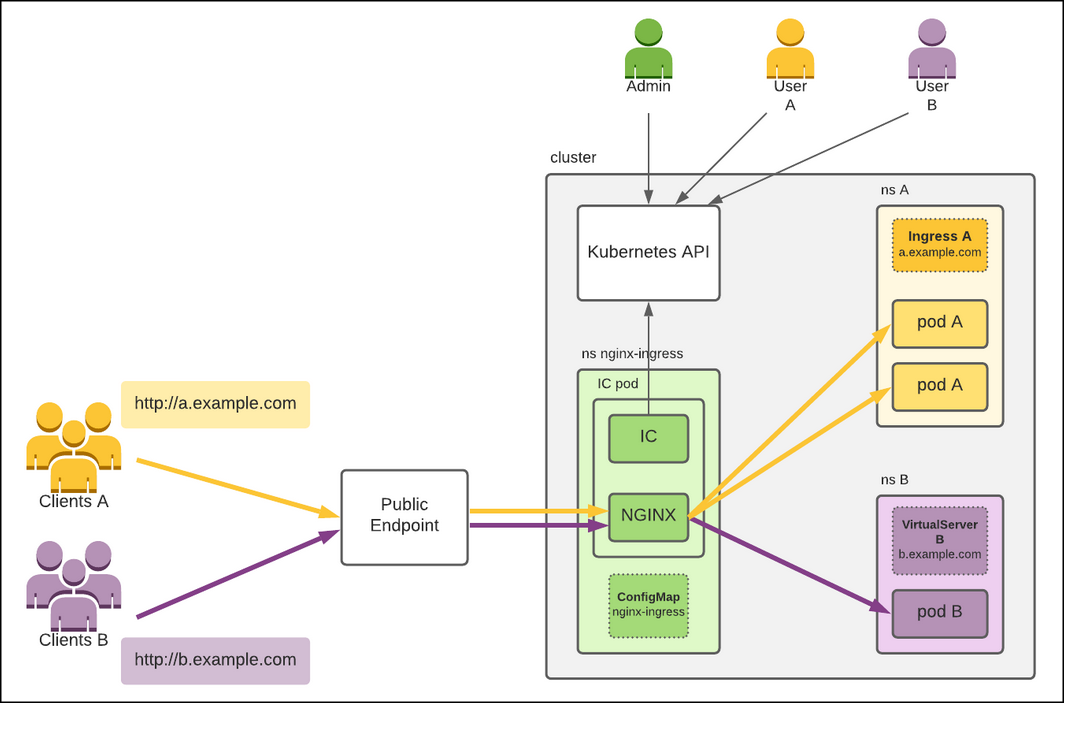 Admin
User
A
User
B
cluster
ns A
Kubernetes API
Ingress A
a.example.com
pod A
pod A
ns nginx-ingress
IC pod
IC
NGINX
ConfigMap
nginx-ingress
http://a.example.com
Clients A
Public
Endpoint
Clients B
http://b.example.com
ns B
VirtualServer
B
b.example.com
pod B